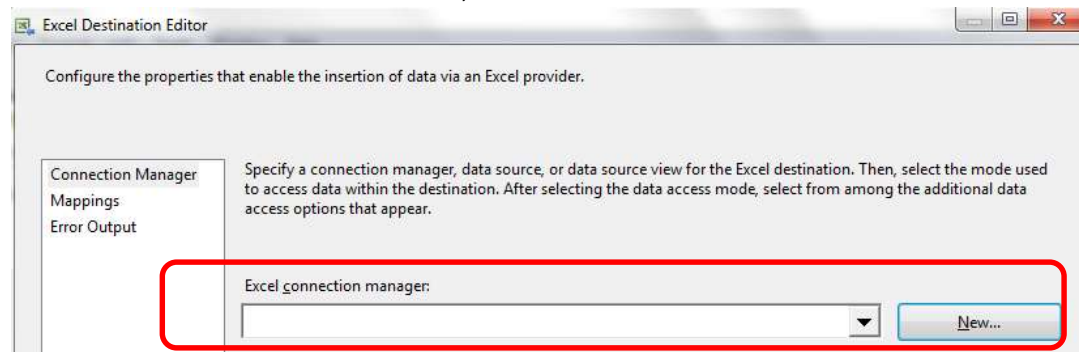 Excel Destination Editor
Configure the properties that enable the insertion of data via an Excel provider.
Connection Manager
Mappings
Error Output
Specify a connection manager, data source, or data source view for the Excel destination. Then, select the mode used
to access data within the destination. After selecting the data access mode, select from among the additional data
access options that appear.
Excel connection manager:
New...